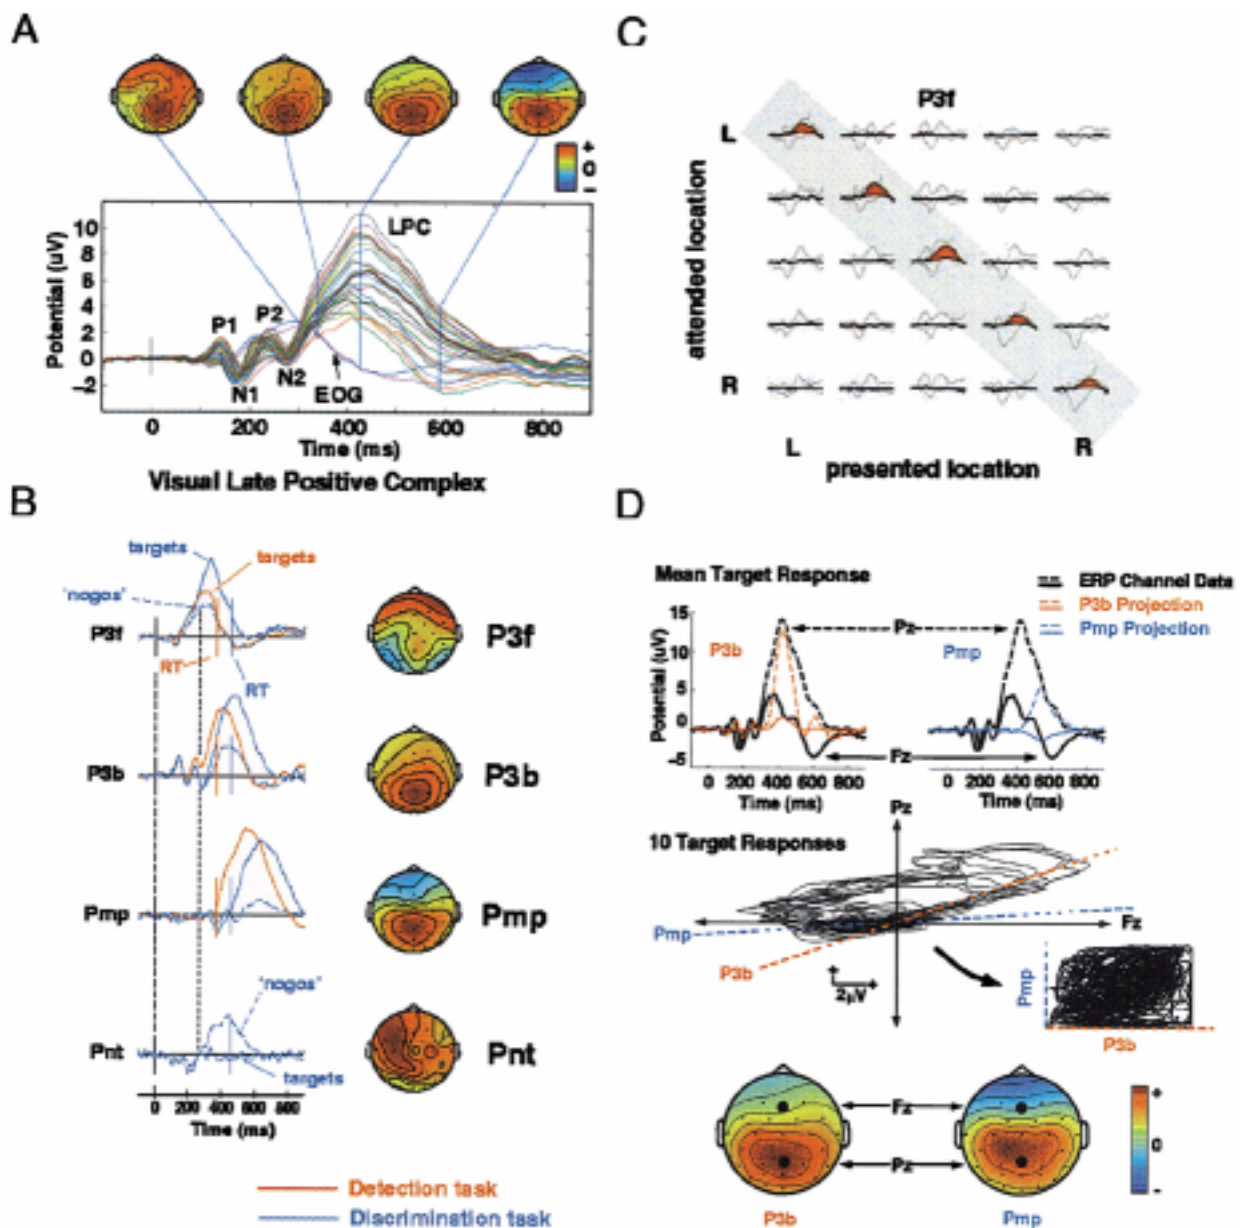 A
+
0
-
Potential (uV)
10
8
6
4
2
0
-2
P1
P2
N1
N2
EOG
LPC
0 200 400 600 800
Time (ms)
Visual Late Positive Complex
B
targets
targets
'nogos'
P3f
RT
RT
P3f
P3b
P3b
Pmp
Pmp
'nogos'
Pnt
targets
Pnt
0 200 400 600 800
Time (ms)
Detection task
Discrimination task
C
P3f
L
attended location
R
L R
presented location
D
Mean Target Response
ERP Channel Data
P3b Projection
Pmp Projection
Potential (uV)
15
10
5
0
-5
P3b
Pz
Pmp
Fz
0 200 400 600 800
Time (ms)
0 200 400 600 800
Time (ms)
Pz
10 Target Responses
Pmp
Fz
P3b
+
+
2µV
Pmp
P3b
Fz
Pz
+
0
-
P3b
Pmp